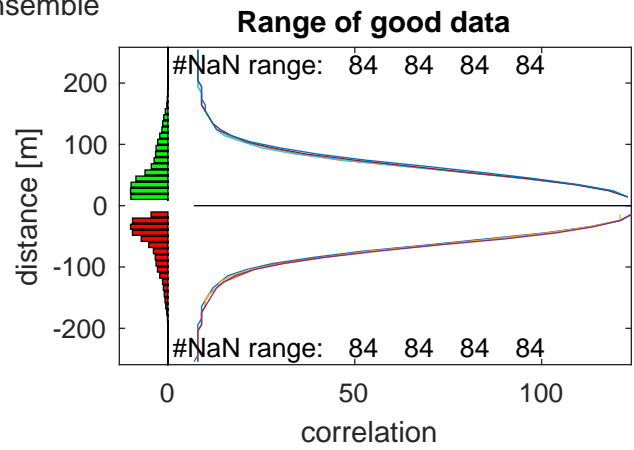 Range of good data
#NaN range: 84 84 84 84
200
100
0
-100
-200
distance [m]
#NaN range: 84 84 84 84
0 50 100
correlation